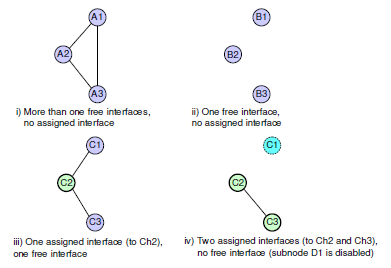 A1
A2
A3
i) More than one free interfaces,
no assigned interface
B1
B2
B3
ii) One free interface,
no assigned interface
C1
C2
C3
iii) One assigned interface (to Ch2),
one free interface
C1
C2
C3
iv) Two assigned interfaces (to Ch2 and Ch3),
no free interface (subnode D1 is disabled)